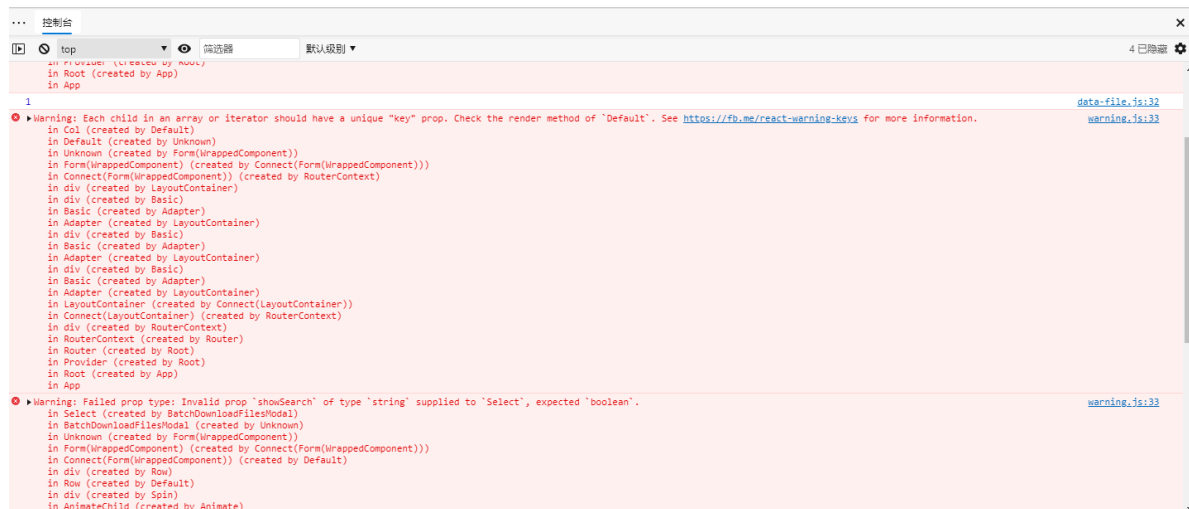 ··· 控制台 ×
top ▼ 筛选器 默认级别 ▼ 4 已隐藏
in Provider (created by Root)
in Root (created by App)
in App
1 data-file.js:32
▶Warning: Each child in an array or iterator should have a unique "key" prop. Check the render method of `Default`. See https://fb.me/react-warning-keys for more information. warning.js:33
in Col (created by Default)
in Default (created by Unknown)
in Unknown (created by Form(WrappedComponent))
in Form(WrappedComponent) (created by Connect(Form(WrappedComponent)))
in Connect(Form(WrappedComponent)) (created by RouterContext)
in div (created by LayoutContainer)
in div (created by Basic)
in Basic (created by Adapter)
in Adapter (created by LayoutContainer)
in div (created by Basic)
in Basic (created by Adapter)
in Adapter (created by LayoutContainer)
in div (created by Basic)
in Basic (created by Adapter)
in Adapter (created by LayoutContainer)
in LayoutContainer (created by Connect(LayoutContainer))
in Connect(LayoutContainer) (created by RouterContext)
in div (created by RouterContext)
in RouterContext (created by Router)
in Router (created by Root)
in Provider (created by Root)
in Root (created by App)
in App
▶Warning: Failed prop type: Invalid prop `showSearch` of type `string` supplied to `Select`, expected `boolean`. warning.js:33
in Select (created by BatchDownloadFilesModal)
in BatchDownloadFilesModal (created by Unknown)
in Unknown (created by Form(WrappedComponent))
in Form(WrappedComponent) (created by Connect(Form(WrappedComponent)))
in Connect(Form(WrappedComponent)) (created by Default)
in div (created by Row)
in Row (created by Default)
in div (created by Spin)
in AnimateChild (created by Animate)